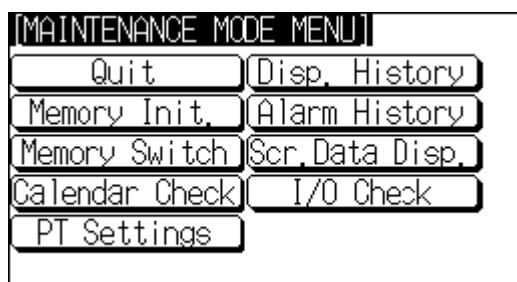 [MAINTENANCE MODE MENU]
Quit
Disp. History
Memory Init.
Alarm History
Memory Switch
Scr.Data Disp.
Calendar Check
I/O Check
PT Settings